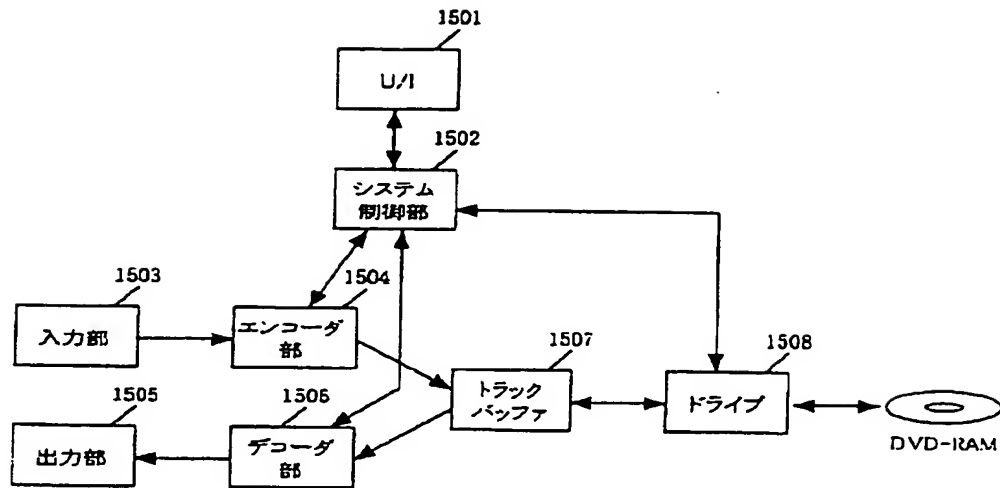 1501
U/I
1502
システム
制御部
1503
入力部
1504
エンコーダ
部
1505
出力部
1506
デコーダ
部
1507
トラック
バッファ
1508
ドライブ
DVD-RAM